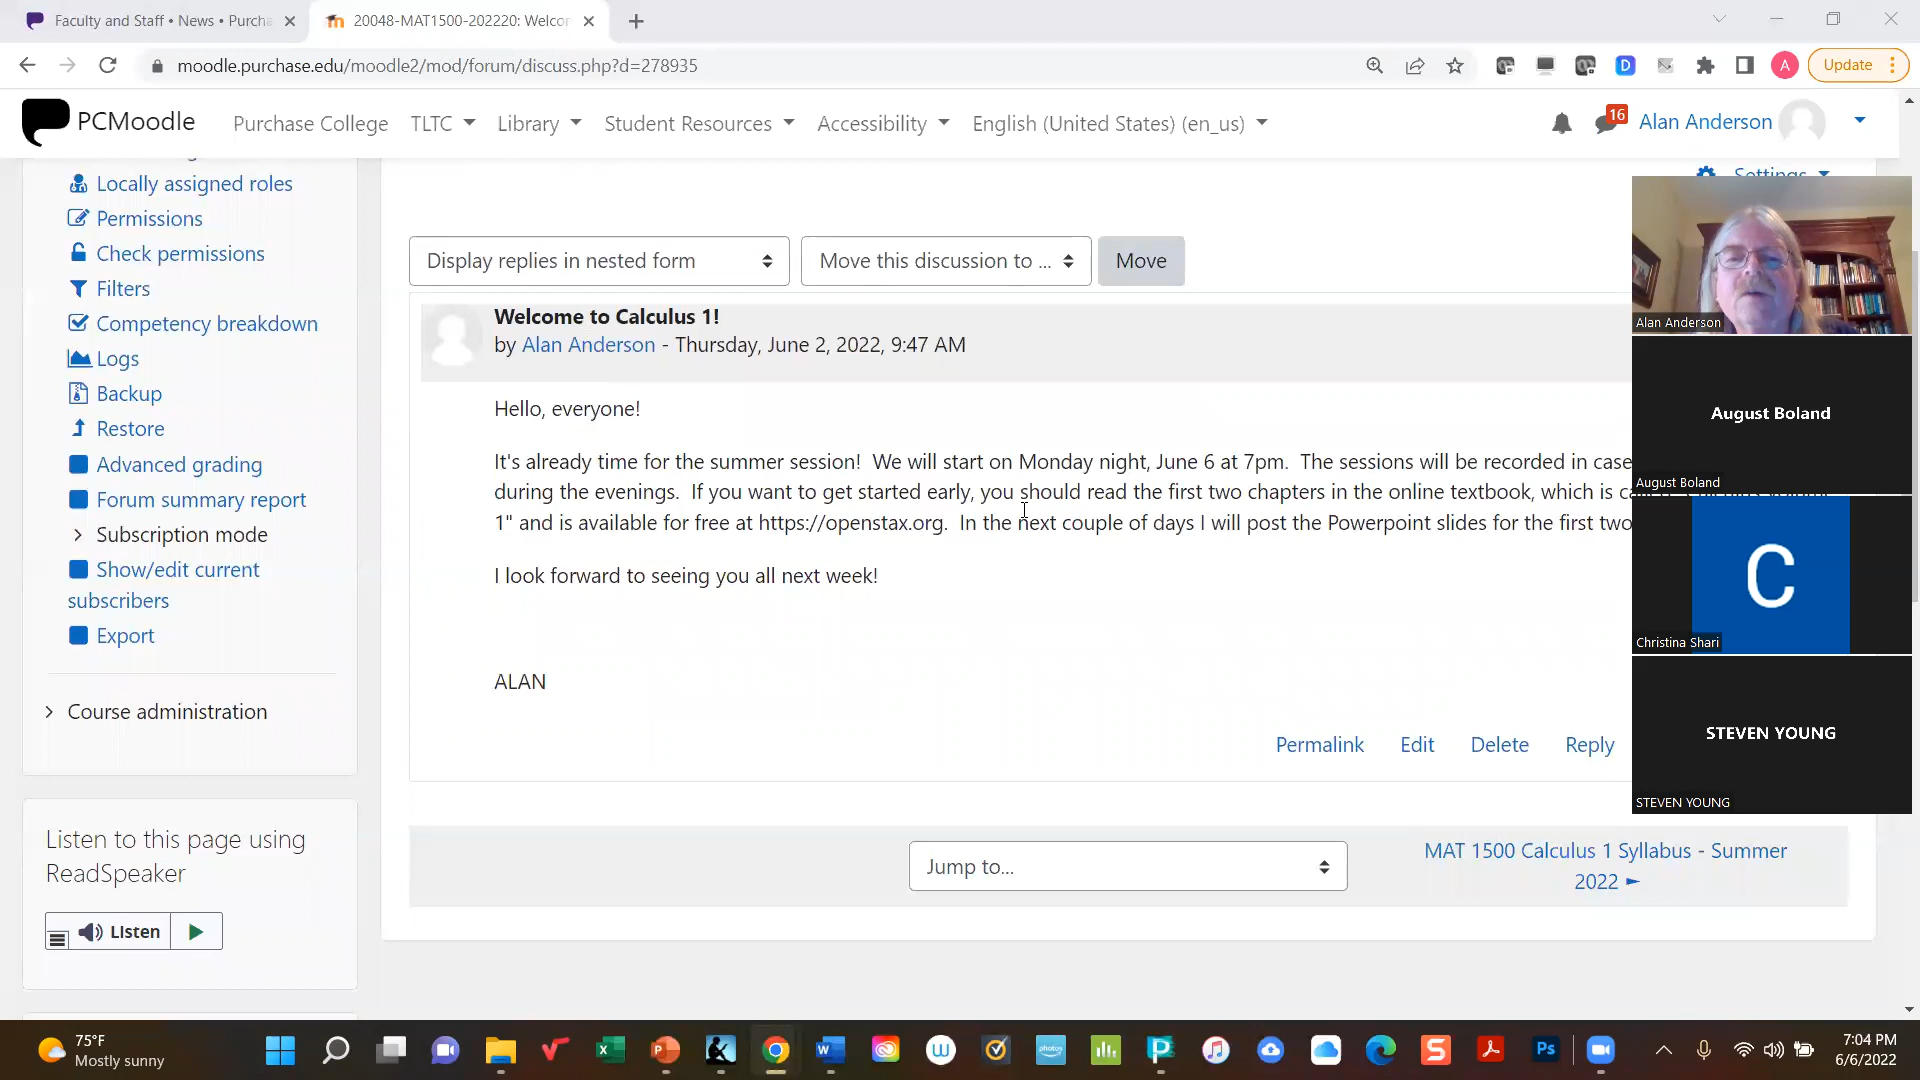 Faculty and Staff • News • Purcha
20048-MAT1500-202220: Welco
moodle.purchase.edu/moodle2/mod/forum/discuss.php?d=278935
Update
PCMoodle
Purchase College
TLTC
Library
Student Resources
Accessibility
English (United States) (en_us)
16
Alan Anderson
Settings
Locally assigned roles
Permissions
Check permissions
Filters
Competency breakdown
Logs
Backup
Restore
Advanced grading
Forum summary report
Subscription mode
Show/edit current
subscribers
Export
Course administration
Listen to this page using
ReadSpeaker
Listen
Display replies in nested form
Move this discussion to ...
Move
Welcome to Calculus 1!
by Alan Anderson - Thursday, June 2, 2022, 9:47 AM
Hello, everyone!
It's already time for the summer session! We will start on Monday night, June 6 at 7pm. The sessions will be recorded in case
during the evenings. If you want to get started early, you should read the first two chapters in the online textbook, which is
1" and is available for free at https://openstax.org. In the next couple of days I will post the Powerpoint slides for the first two
I look forward to seeing you all next week!
ALAN
Permalink
Edit
Delete
Reply
Jump to...
MAT 1500 Calculus 1 Syllabus - Summer
2022 ►
Alan Anderson
August Boland
August Boland
C
Christina Shari
STEVEN YOUNG
STEVEN YOUNG
75°F
Mostly sunny
7:04 PM
6/6/2022